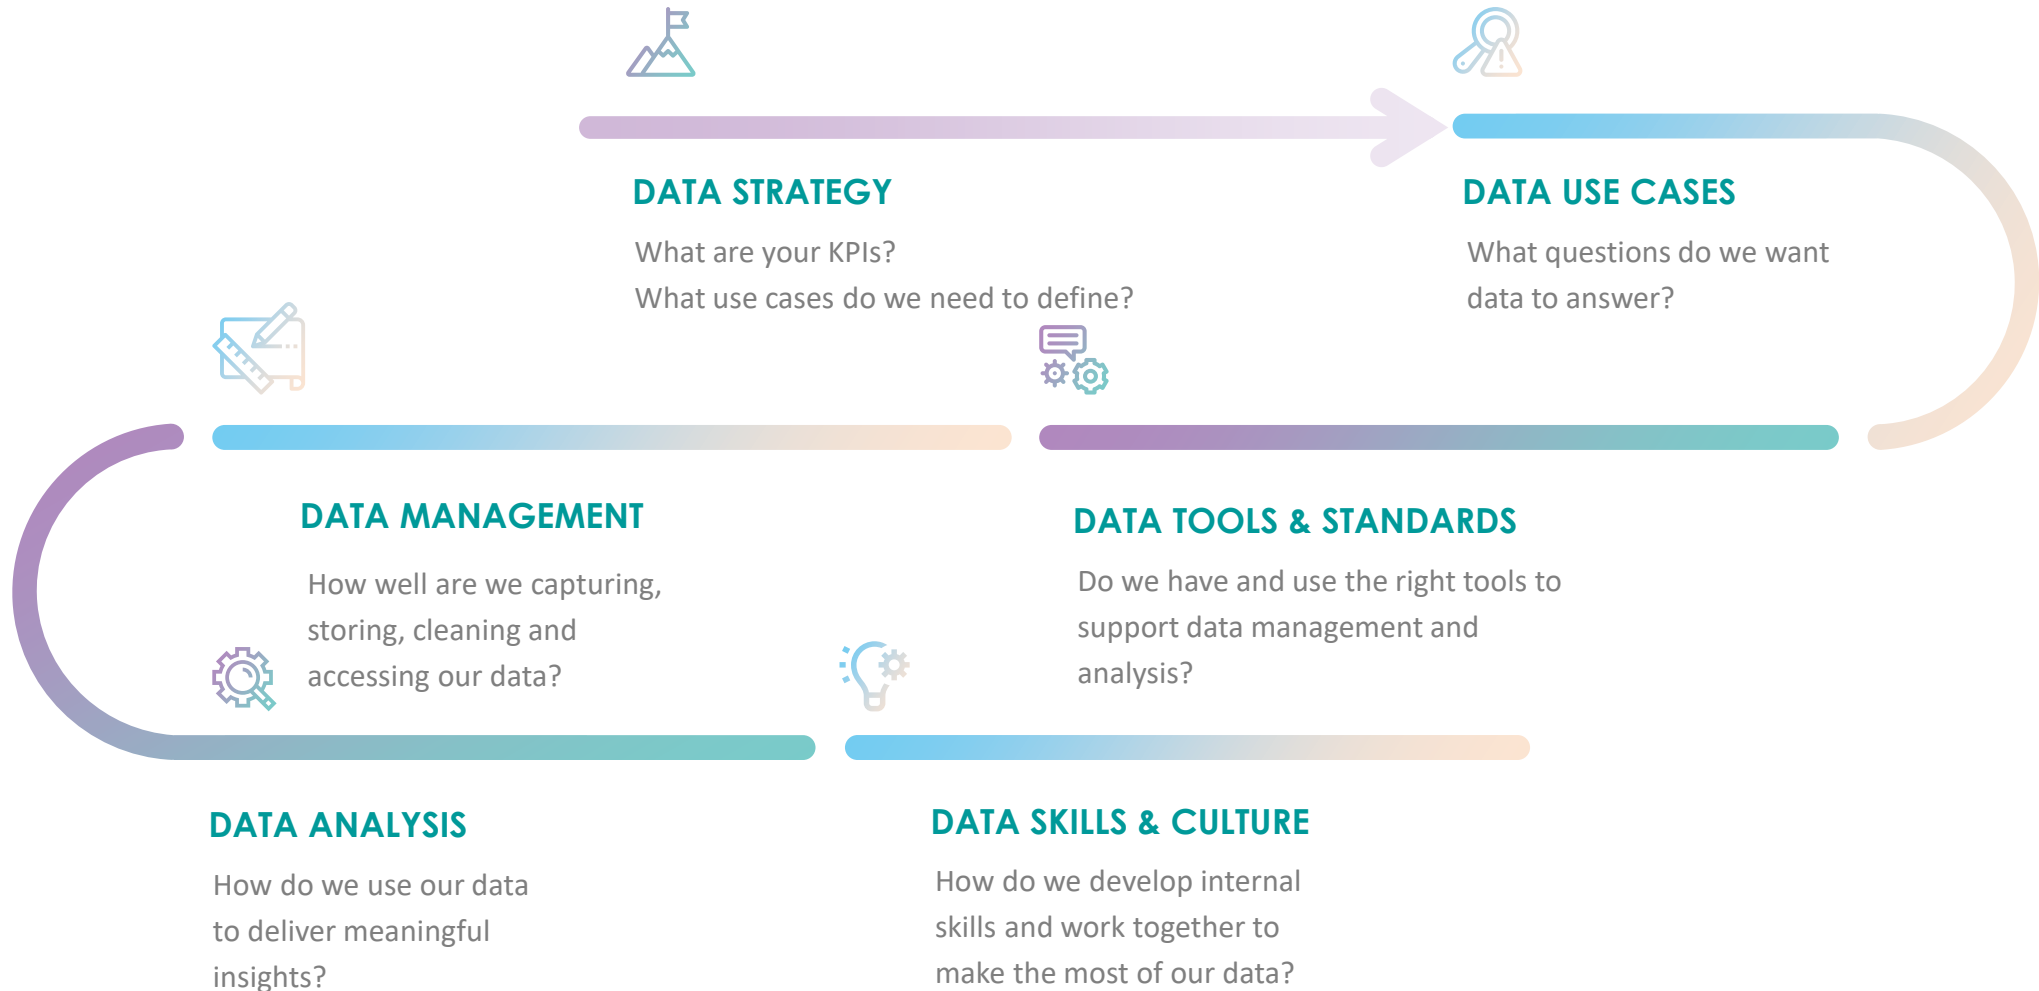 DATA STRATEGY
What are your KPIs?
What use cases do we need to define?
DATA USE CASES
What questions do we want
data to answer?
DATA TOOLS & STANDARDS
Do we have and use the right tools to
support data management and
analysis?
DATA MANAGEMENT
How well are we capturing,
storing, cleaning and
accessing our data?
DATA ANALYSIS
How do we use our data
to deliver meaningful
insights?
DATA SKILLS & CULTURE
How do we develop internal
skills and work together to
make the most of our data?